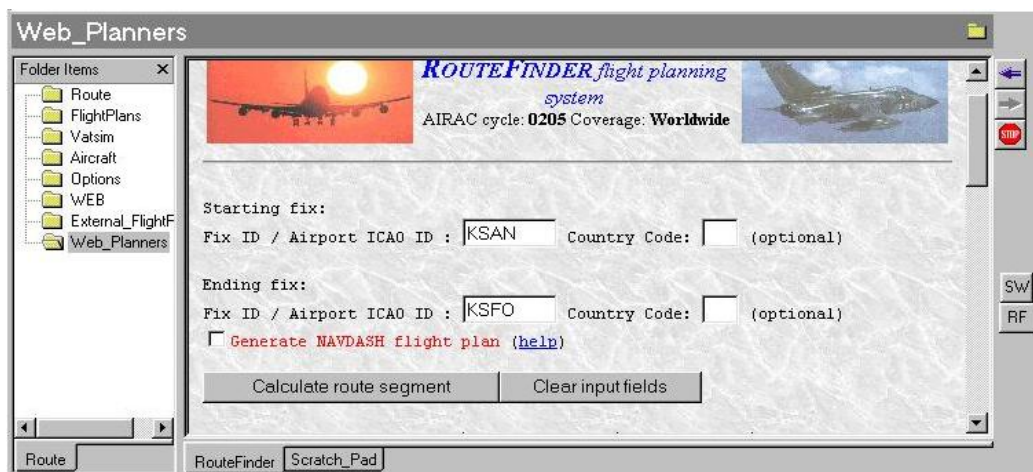 Web_Planners
Folder Items
Route
FlightPlans
Vatsim
Aircraft
Options
WEB
External_FlightF
Web_Planners
Route
ROUTEFINDER flight planning
system
AIRAC cycle: 0205 Coverage: Worldwide
Starting fix:
Fix ID / Airport ICAO ID : KSAN Country Code: (optional)
Ending fix:
Fix ID / Airport ICAO ID : KSFO Country Code: (optional)
Generate NAVDASH flight plan (help)
Calculate route segment Clear input fields
RouteFinder Scratch_Pad
STOP
SW
RF